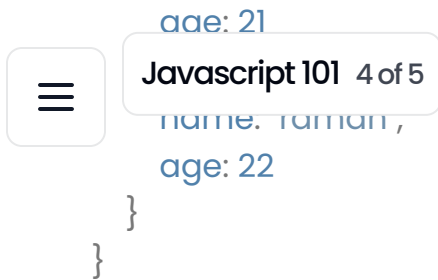 age: 21
Javascript 101 4 of 5
name: "raman",
age: 22
}
}